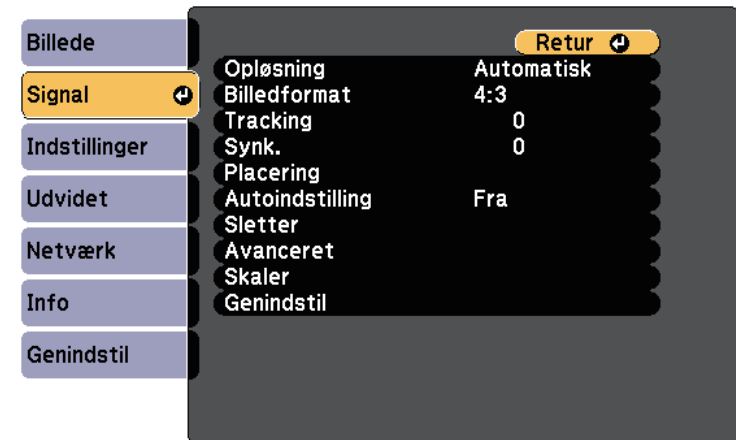 Billede
Signal
Indstillinger
Udvidet
Netværk
Info
Genindstil
Retur
Opløsning Automatisk
Billedformat 4:3
Tracking 0
Synk. 0
Placering
Autoindstilling Fra
Sletter
Avanceret
Skaler
Genindstil